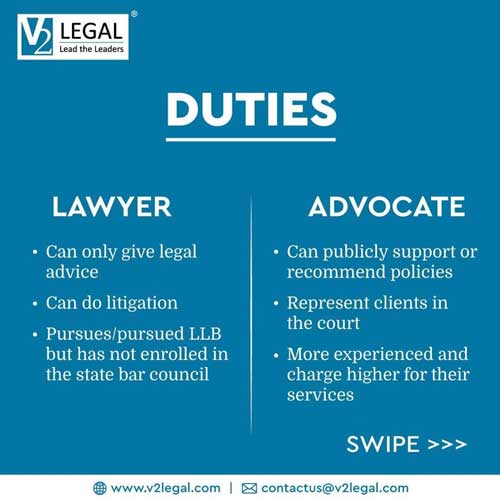 V2 LEGAL ®
Lead the Leaders
DUTIES
LAWYER
• Can only give legal
advice
• Can do litigation
• Pursues/pursued LLB
but has not enrolled in
the state bar council
ADVOCATE
• Can publicly support or
recommend policies
• Represent clients in
the court
• More experienced and
charge higher for their
services
SWIPE >>>
www.v2legal.com | contactus@v2legal.com